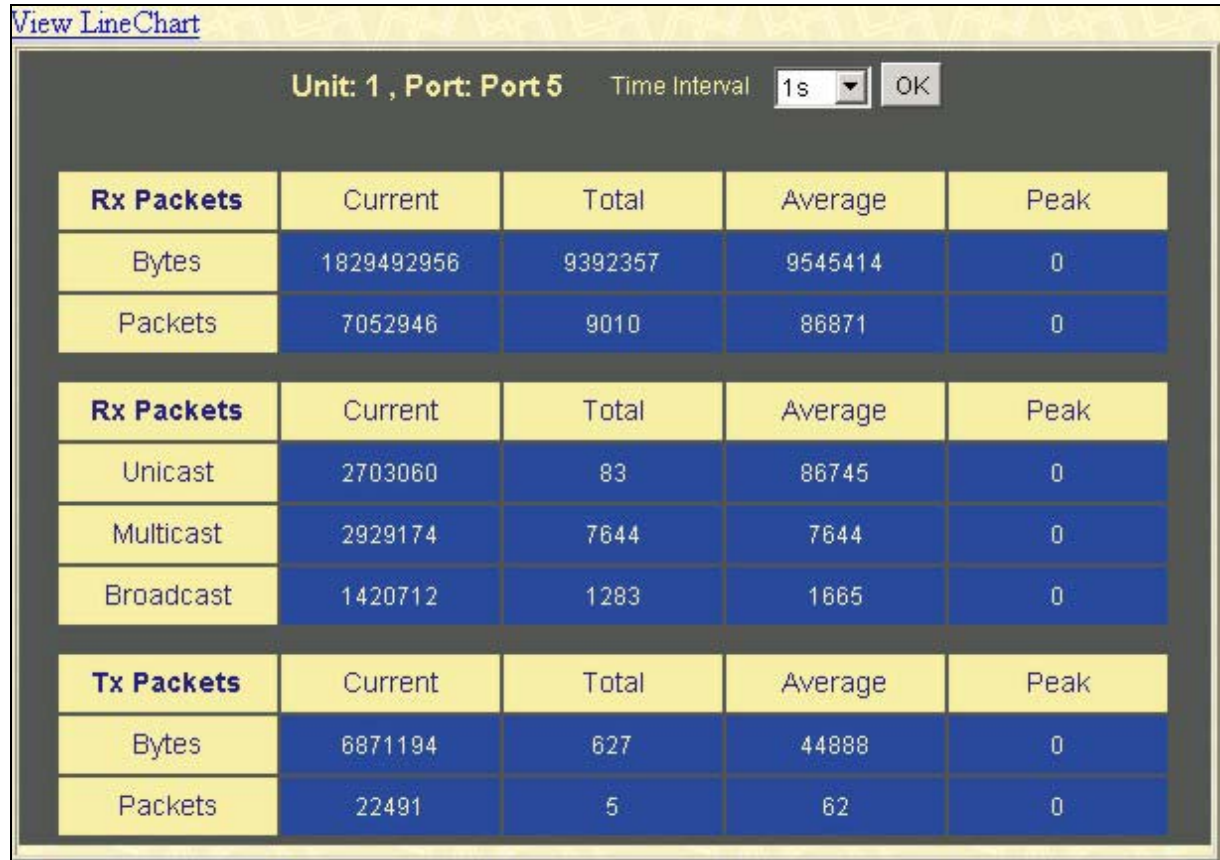 View LineChart
Unit: 1 , Port: Port 5 Time Interval 1s OK
Rx Packets Current Total Average Peak
Bytes 1829492956 9392357 9545414 0
Packets 7052946 9010 86871 0
Rx Packets Current Total Average Peak
Unicast 2703060 83 86745 0
Multicast 2929174 7644 7644 0
Broadcast 1420712 1283 1665 0
Tx Packets Current Total Average Peak
Bytes 6871194 627 44888 0
Packets 22491 5 62 0